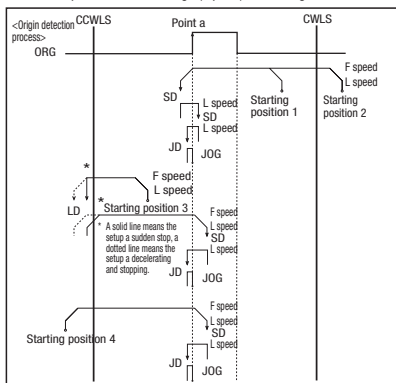 <Origin detection process>
CCWLS
Point a
CWLS
ORG
F speed
L speed
SD
L speed
SD
L speed
Starting position 1
Starting position 2
JD
JOG
*
F speed
L speed
*
LD
Starting position 3
* A solid line means the
setup a sudden stop, a
dotted line means the
setup a decelerating
and stopping.
F speed
L speed
SD
L speed
JD
JOG
F speed
L speed
SD
L speed
Starting position 4
JD
JOG